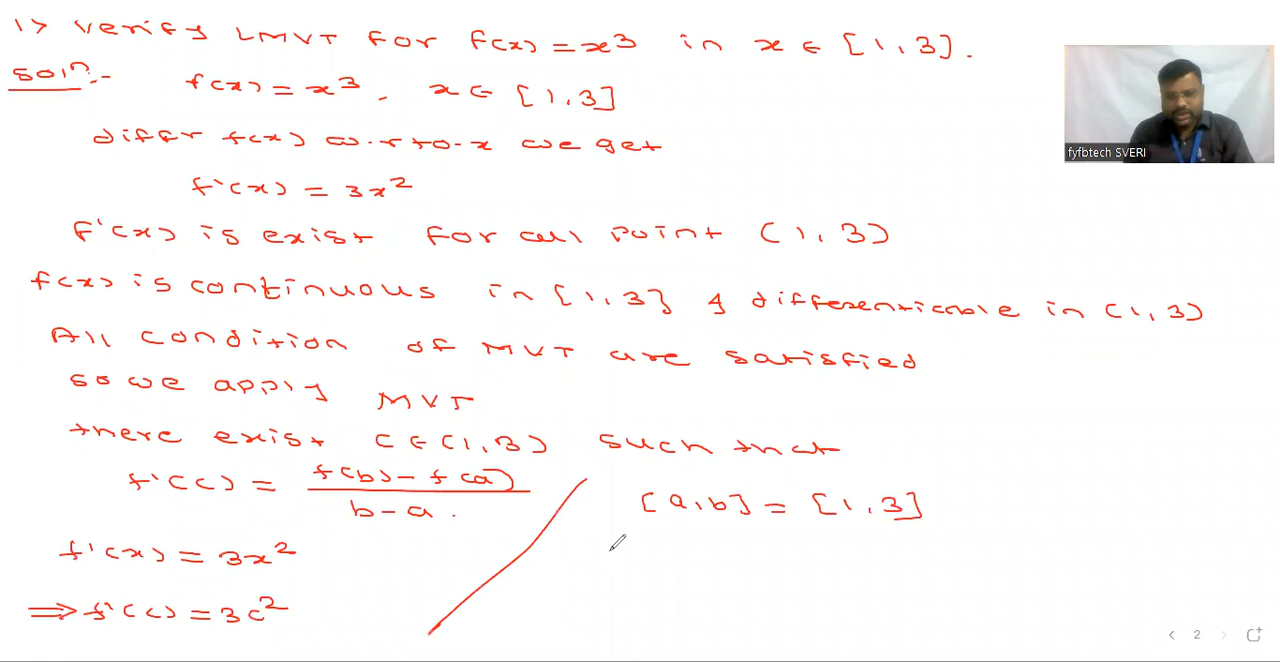 1) Verify LMVT for f(x) = x³ in x ∈ [1,3].
Soln:- f(x) = x³, x ∈ [1,3]
differ f(x) w.r.to.x we get
f'(x) = 3x²
f'(x) is exist for all point (1,3)
f(x) is continuous in [1,3] & differentiable in (1,3)
All condition of MVT are satisfied
so we apply MVT
there exist c ∈ (1,3) such that
f'(c) = f(b) - f(a) / b - a.
[a,b] = [1,3]
f'(x) = 3x²
⇒ f'(c) = 3c²
fyfbtech SVERI
2